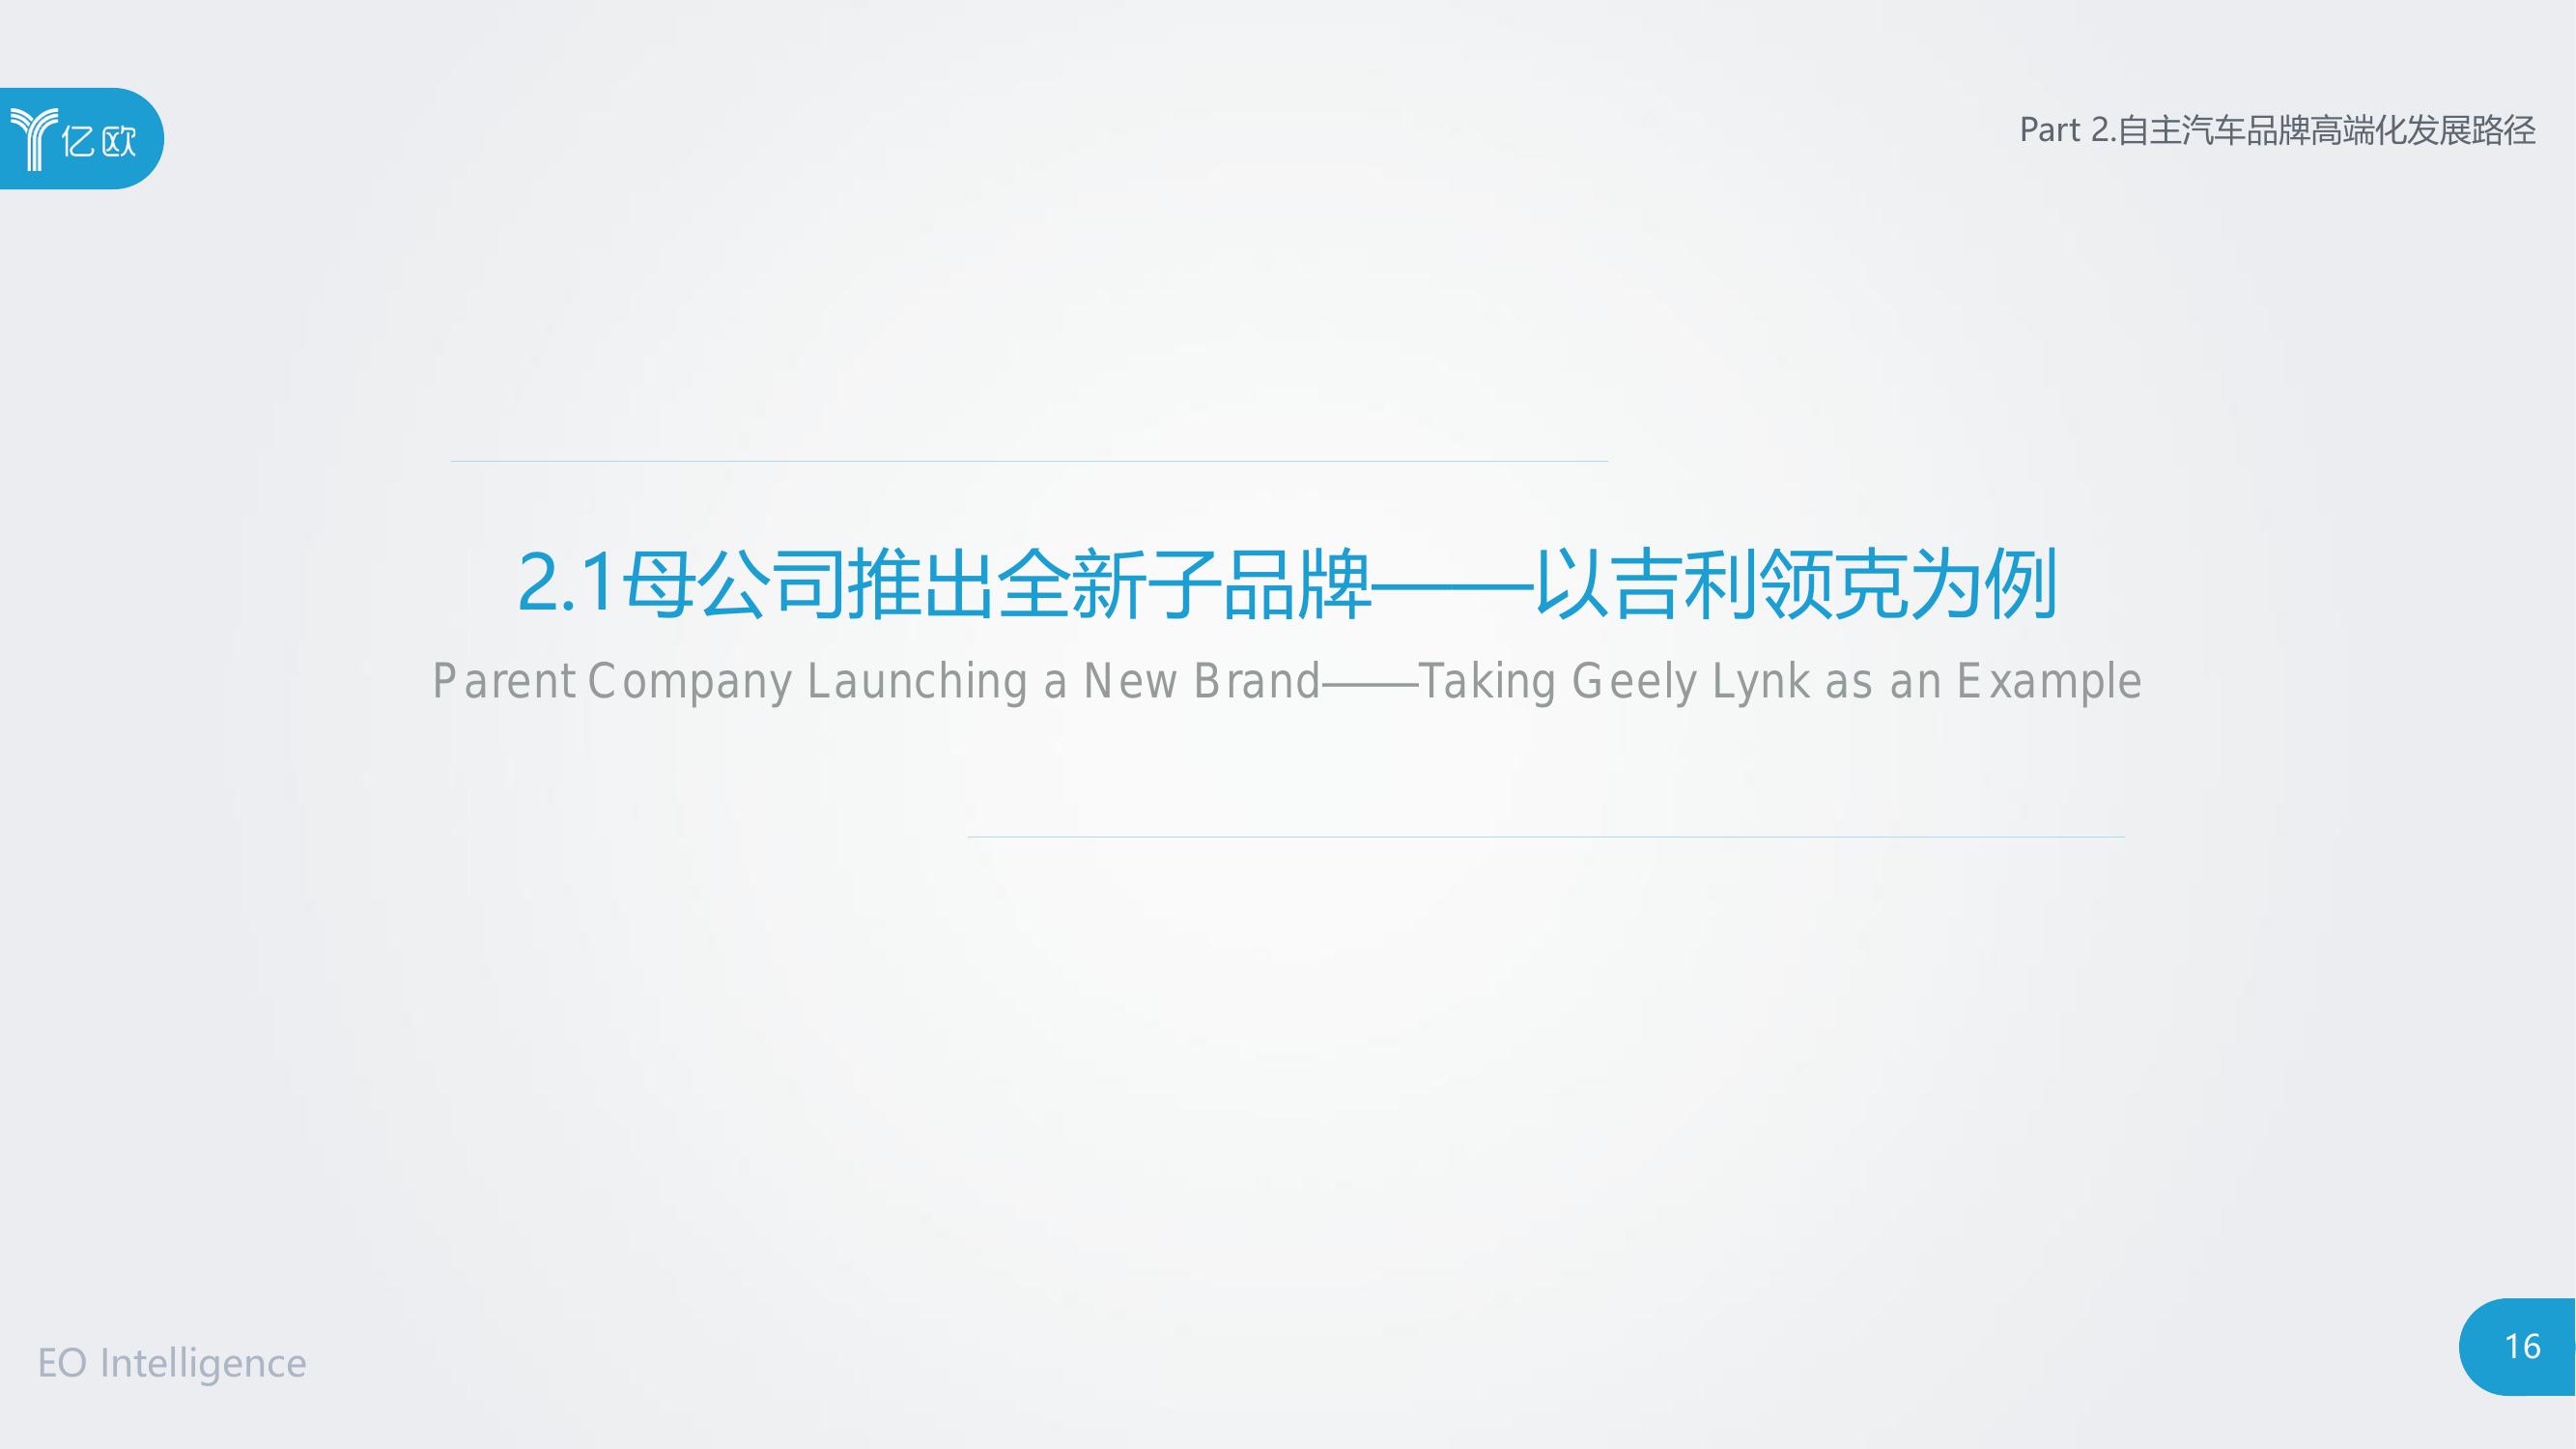 亿欧
Part 2.自主汽车品牌高端化发展路径
2.1母公司推出全新子品牌——以吉利领克为例
Parent Company Launching a New Brand——Taking Geely Lynk as an Example
EO Intelligence
16